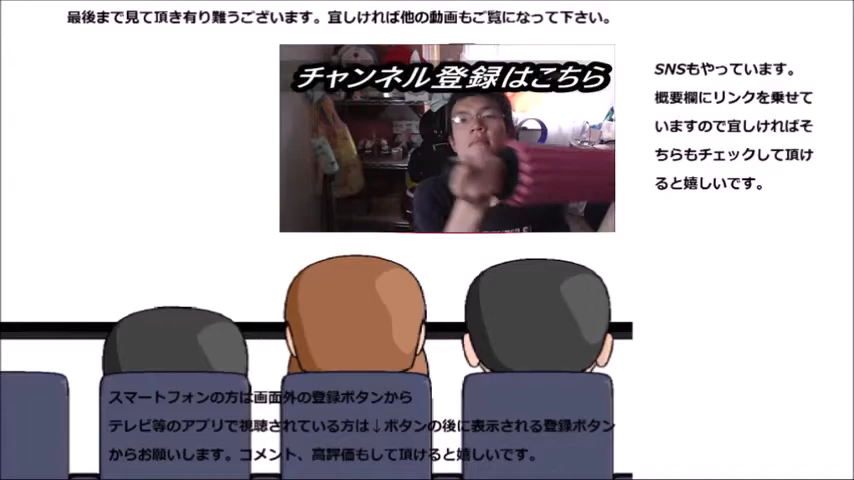 最後まで見て頂き有り難うございます。宜しければ他の動画もご覧になって下さい。
チャンネル登録はこちら
SNSもやっています。
概要欄にリンクを乗せて
いますので宜しければそ
ちらもチェックして頂け
ると嬉しいです。
スマートフォンの方は画面外の登録ボタンから
テレビ等のアプリで視聴されている方は↓ボタンの後に表示される登録ボタン
からお願いします。コメント、高評価もして頂けると嬉しいです。